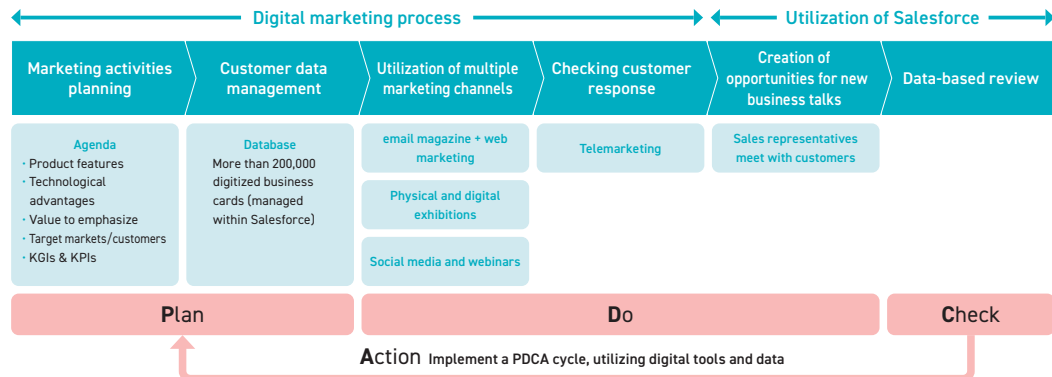 Digital marketing process
Utilization of Salesforce
Marketing activities
planning
Customer data
management
Utilization of multiple
marketing channels
Checking customer
response
Creation of
opportunities for new
business talks
Data-based review
Agenda
・Product features
・Technological
advantages
・Value to emphasize
・Target markets/customers
・KGIs & KPIs
Database
More than 200,000
digitized business
cards (managed
within Salesforce)
email magazine + web
marketing
Physical and digital
exhibitions
Social media and webinars
Telemarketing
Sales representatives
meet with customers
Plan
Do
Check
Action Implement a PDCA cycle, utilizing digital tools and data